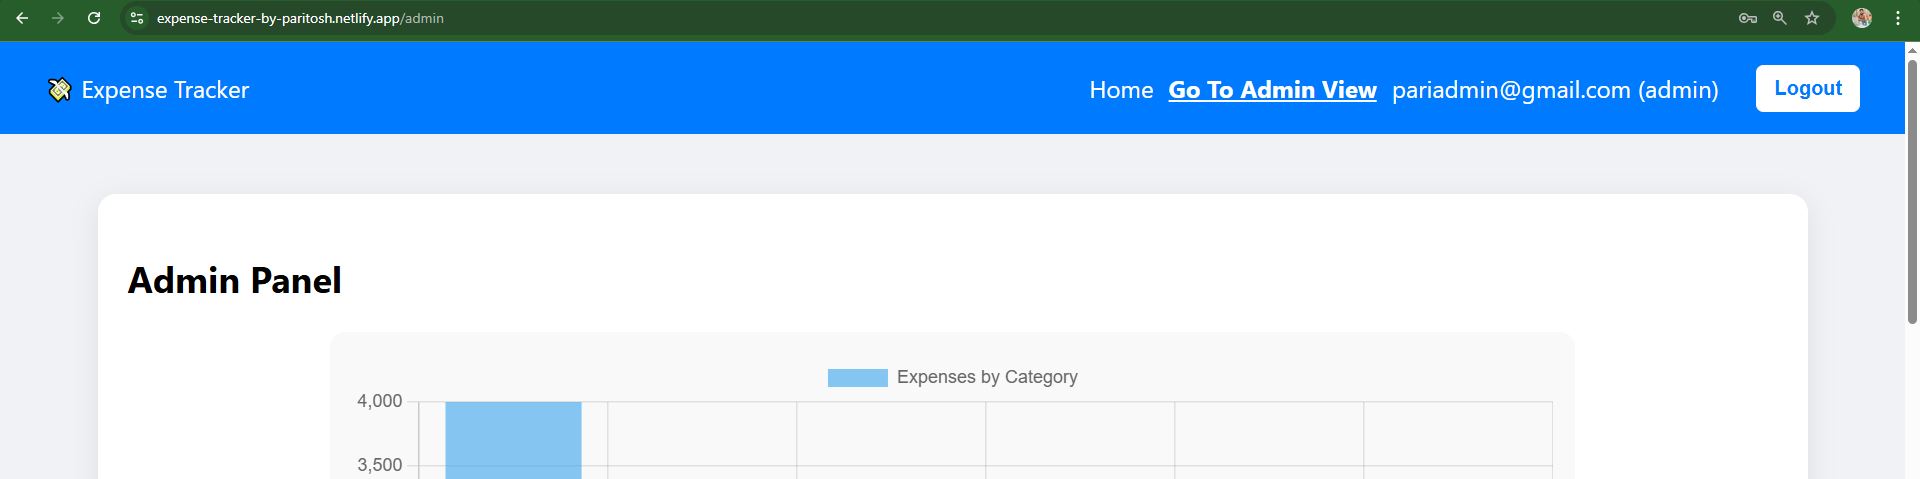 expense-tracker-by-paritosh.netlify.app/admin
Expense Tracker
Home Go To Admin View pariadmin@gmail.com (admin) Logout
Admin Panel
Expenses by Category
4,000
3,500